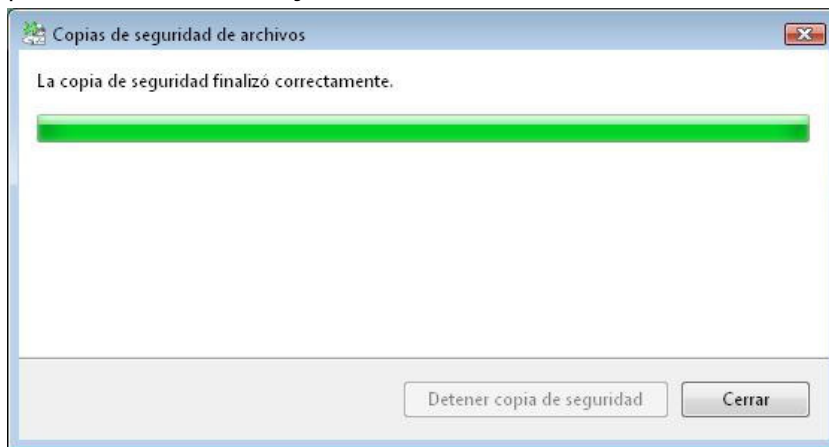 Copias de seguridad de archivos
La copia de seguridad finalizó correctamente.
Detener copia de seguridad
Cerrar